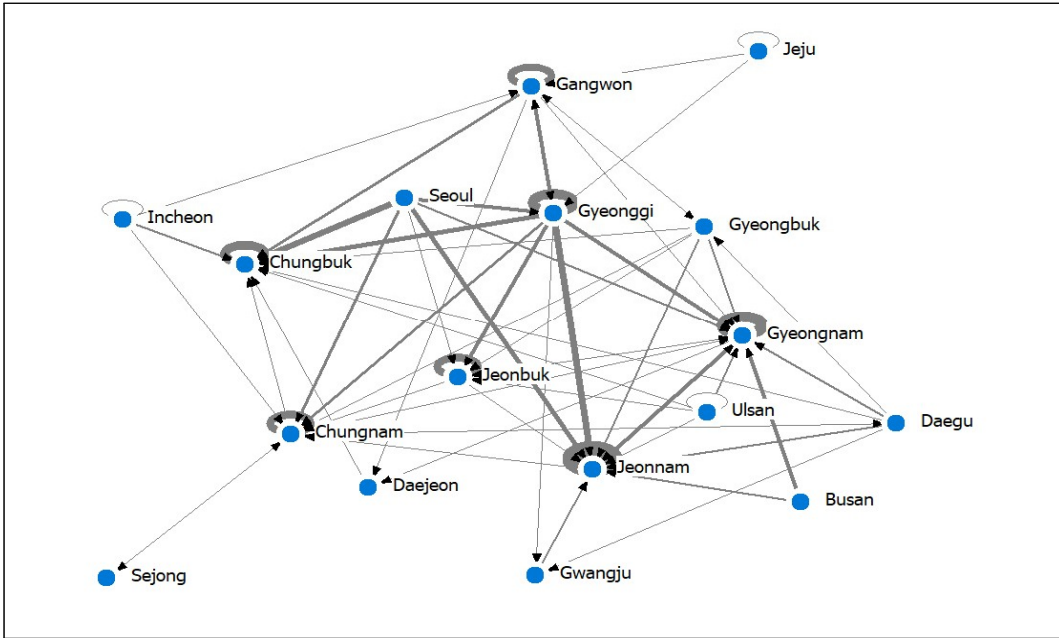 Jeju
Gangwon
Seoul
Gyeonggi
Incheon
Gyeongbuk
Chungbuk
Gyeongnam
Jeonbuk
Ulsan
Daegu
Chungnam
Jeonnam
Daejeon
Busan
Sejong
Gwangju